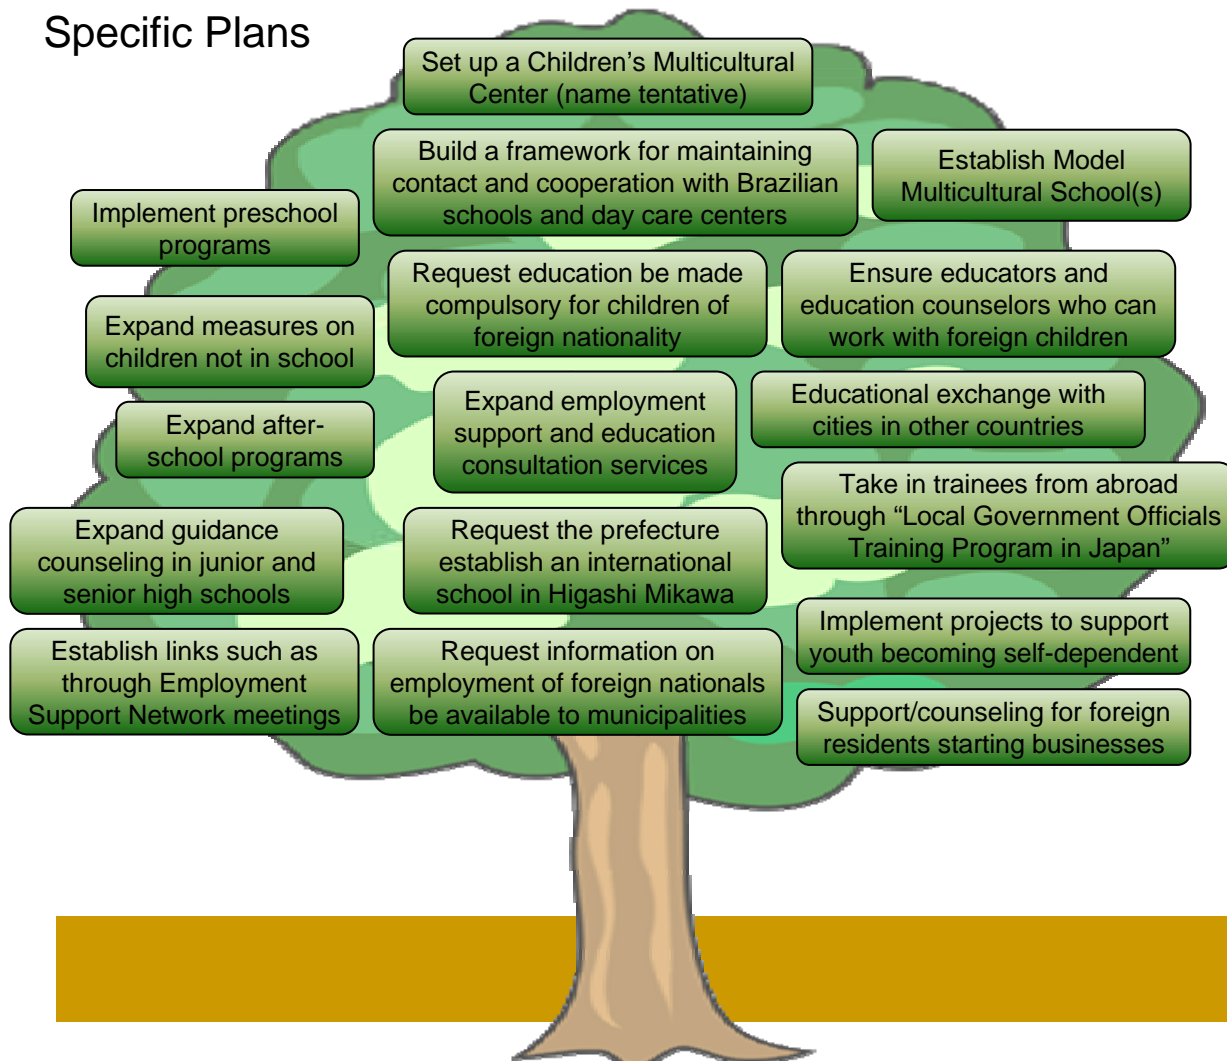 Specific Plans
Set up a Children’s Multicultural
Center (name tentative)
Build a framework for maintaining
contact and cooperation with Brazilian
schools and day care centers
Establish Model
Multicultural School(s)
Implement preschool
programs
Request education be made
compulsory for children of
foreign nationality
Ensure educators and
education counselors who can
work with foreign children
Expand measures on
children not in school
Expand employment
support and education
consultation services
Educational exchange with
cities in other countries
Expand after-
school programs
Take in trainees from abroad
through “Local Government Officials
Training Program in Japan”
Expand guidance
counseling in junior and
senior high schools
Request the prefecture
establish an international
school in Higashi Mikawa
Implement projects to support
youth becoming self-dependent
Establish links such as
through Employment
Support Network meetings
Request information on
employment of foreign nationals
be available to municipalities
Support/counseling for foreign
residents starting businesses